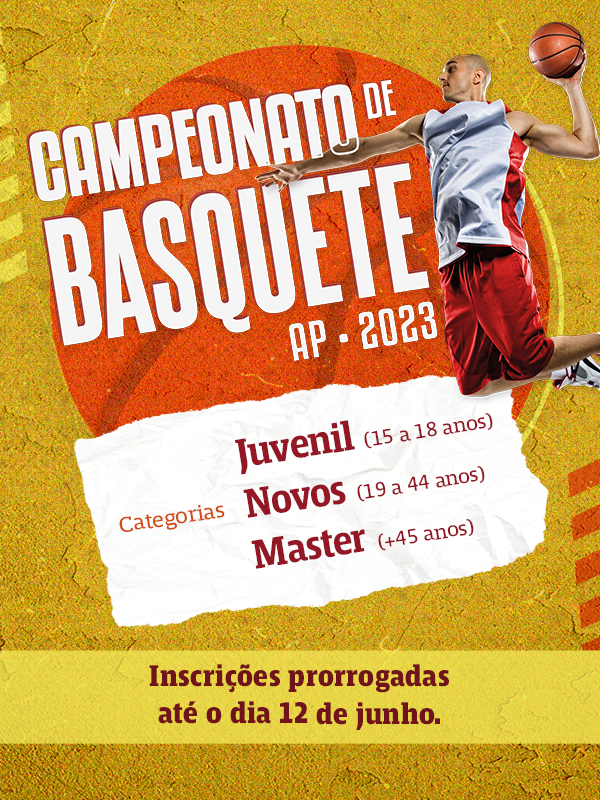 CAMPEONATO DE
BASQUETE
AP • 2023
Categorias
Juvenil (15 a 18 anos)
Novos (19 a 44 anos)
Master (+45 anos)
Inscrições prorrogadas
até o dia 12 de junho.